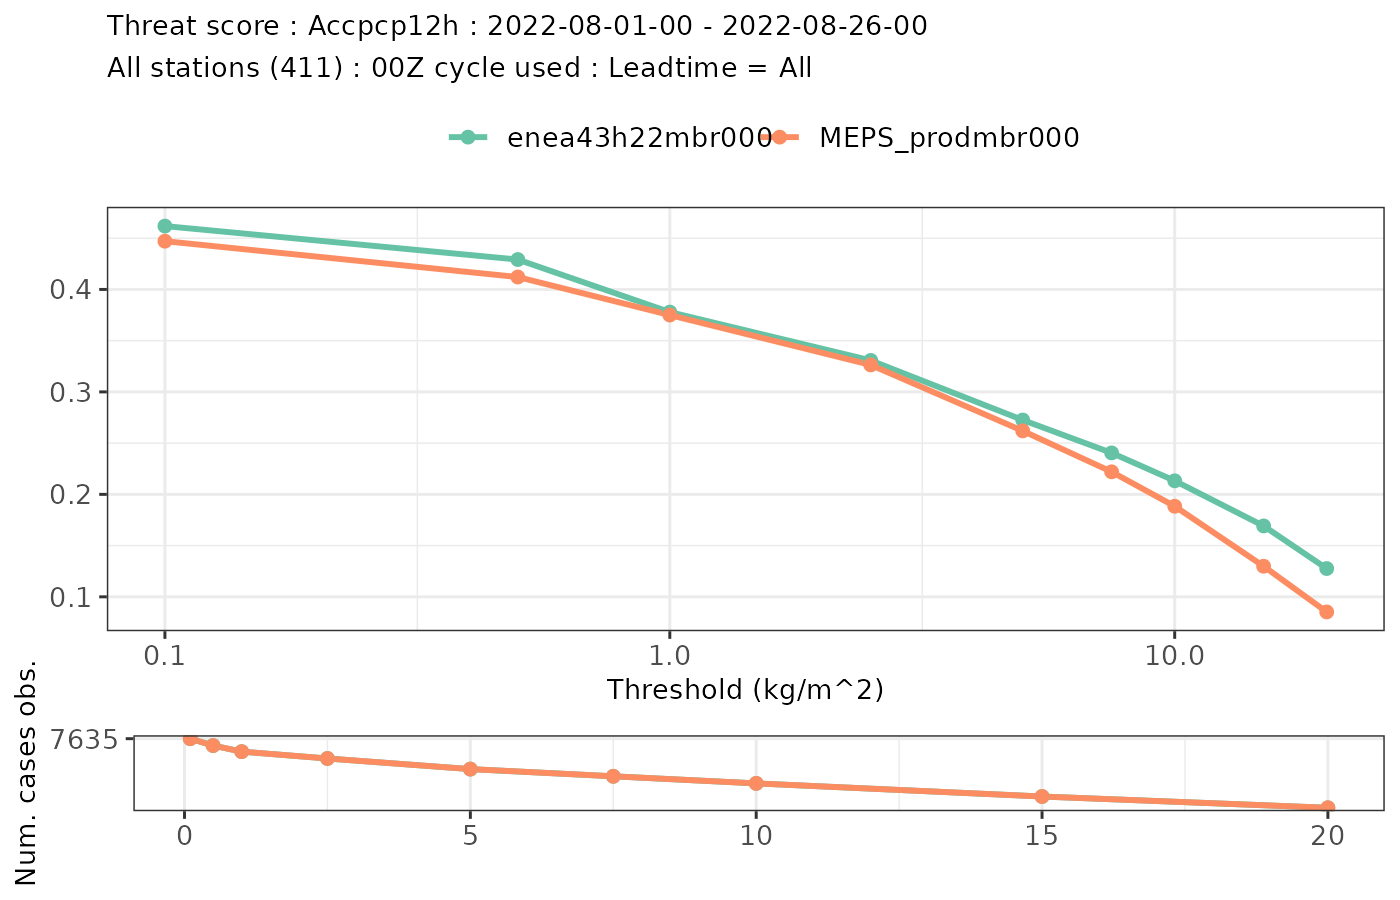 Threat score : Accpcp12h : 2022-08-01-00 - 2022-08-26-00
All stations (411) : 00Z cycle used : Leadtime = All
enea43h22mbr000 MEPS_prodmbr000
0.4
0.3
0.2
0.1
0.1 1.0 10.0
Threshold (kg/m^2)
Num. cases obs.
7635
0 5 10 15 20